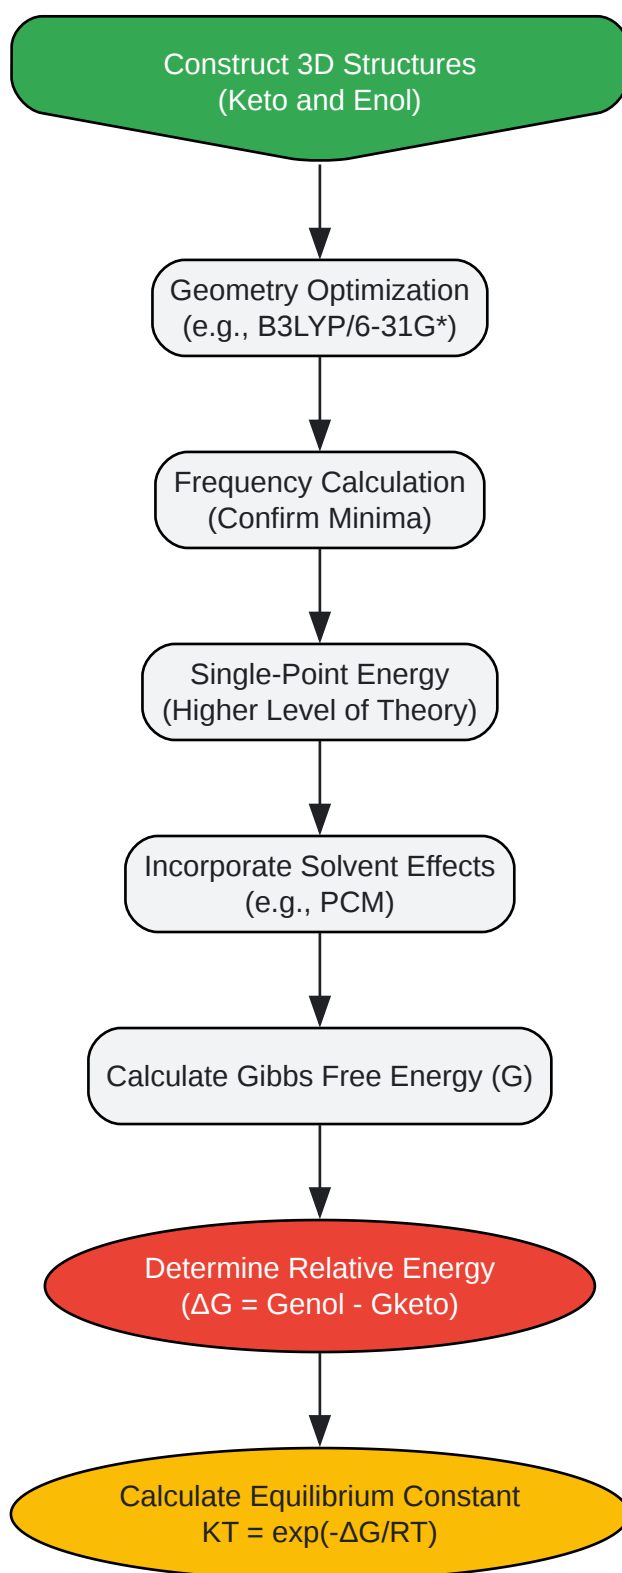 Construct 3D Structures
(Keto and Enol)
Geometry Optimization
(e.g., B3LYP/6-31G*)
Frequency Calculation
(Confirm Minima)
Single-Point Energy
(Higher Level of Theory)
Incorporate Solvent Effects
(e.g., PCM)
Calculate Gibbs Free Energy (G)
Determine Relative Energy
(ΔG = Genol - Gketo)
Calculate Equilibrium Constant
KT = exp(-ΔG/RT)